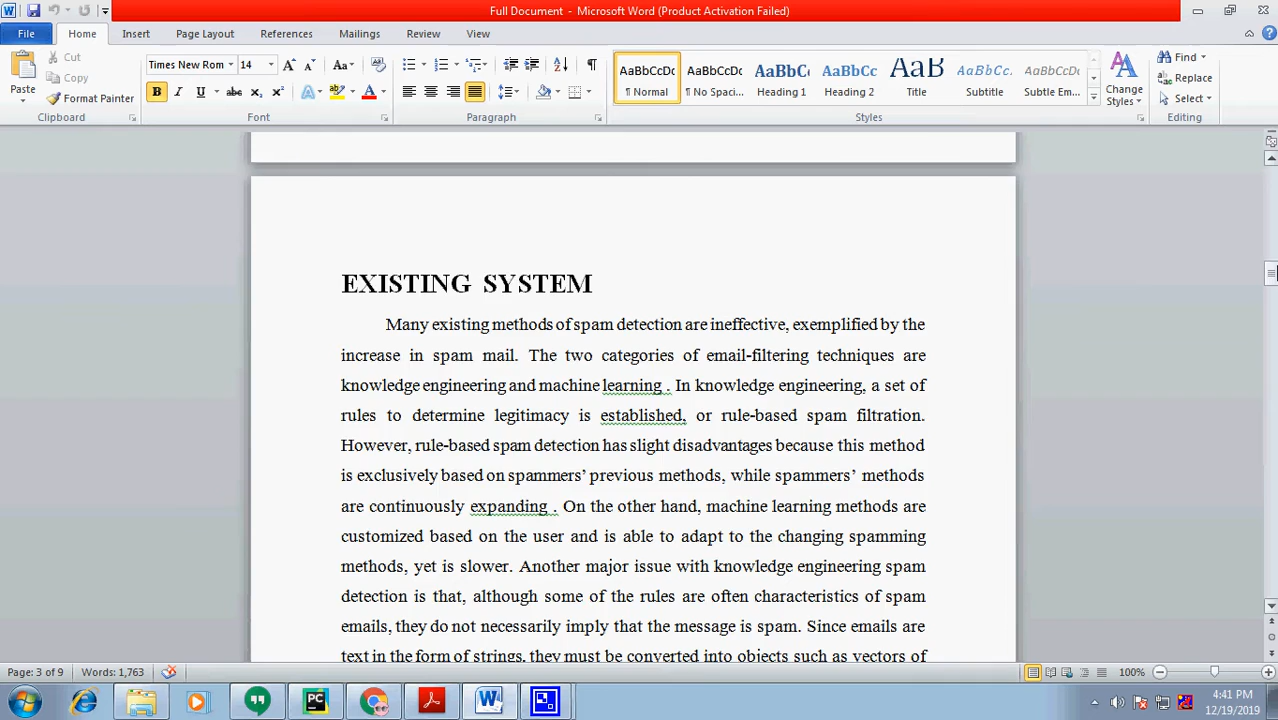 Full Document - Microsoft Word (Product Activation Failed)
File Home Insert Page Layout References Mailings Review View
Paste
Cut
Copy
Format Painter
Clipboard
Times New Rom 14
B I U abc
Font
Paragraph
AaBbCcDc ¶ Normal
AaBbCcDc ¶ No Spaci...
AaBbCc Heading 1
AaBbCc Heading 2
AaB Title
AaBbCc Subtitle
AaBbCcDc Subtle Em...
Change Styles
Styles
Find
Replace
Select
Editing
EXISTING SYSTEM
Many existing methods of spam detection are ineffective, exemplified by the
increase in spam mail. The two categories of email-filtering techniques are
knowledge engineering and machine learning . In knowledge engineering, a set of
rules to determine legitimacy is established, or rule-based spam filtration.
However, rule-based spam detection has slight disadvantages because this method
is exclusively based on spammers’ previous methods, while spammers’ methods
are continuously expanding . On the other hand, machine learning methods are
customized based on the user and is able to adapt to the changing spamming
methods, yet is slower. Another major issue with knowledge engineering spam
detection is that, although some of the rules are often characteristics of spam
emails, they do not necessarily imply that the message is spam. Since emails are
text in the form of strings, they must be converted into objects such as vectors of
Page: 3 of 9 Words: 1,763 100%
4:41 PM
12/19/2019